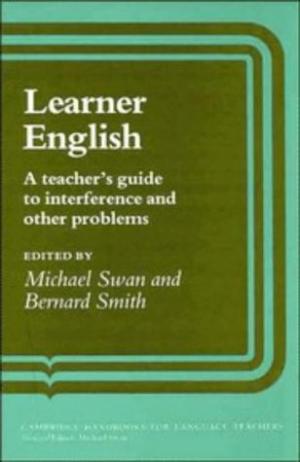 Learner
English
A teacher's guide
to interference and
other problems
EDITED BY
Michael Swan and
Bernard Smith
CAMBRIDGE HANDBOOKS FOR LANGUAGE TEACHERS